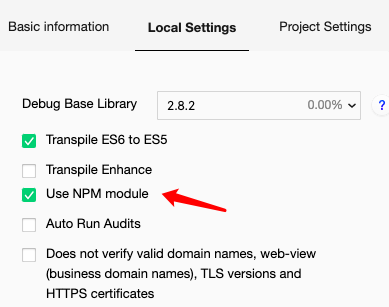 Basic information Local Settings Project Settings
Debug Base Library 2.8.2 0.00% ?
Transpile ES6 to ES5
Transpile Enhance
Use NPM module
Auto Run Audits
Does not verify valid domain names, web-view
(business domain names), TLS versions and
HTTPS certificates